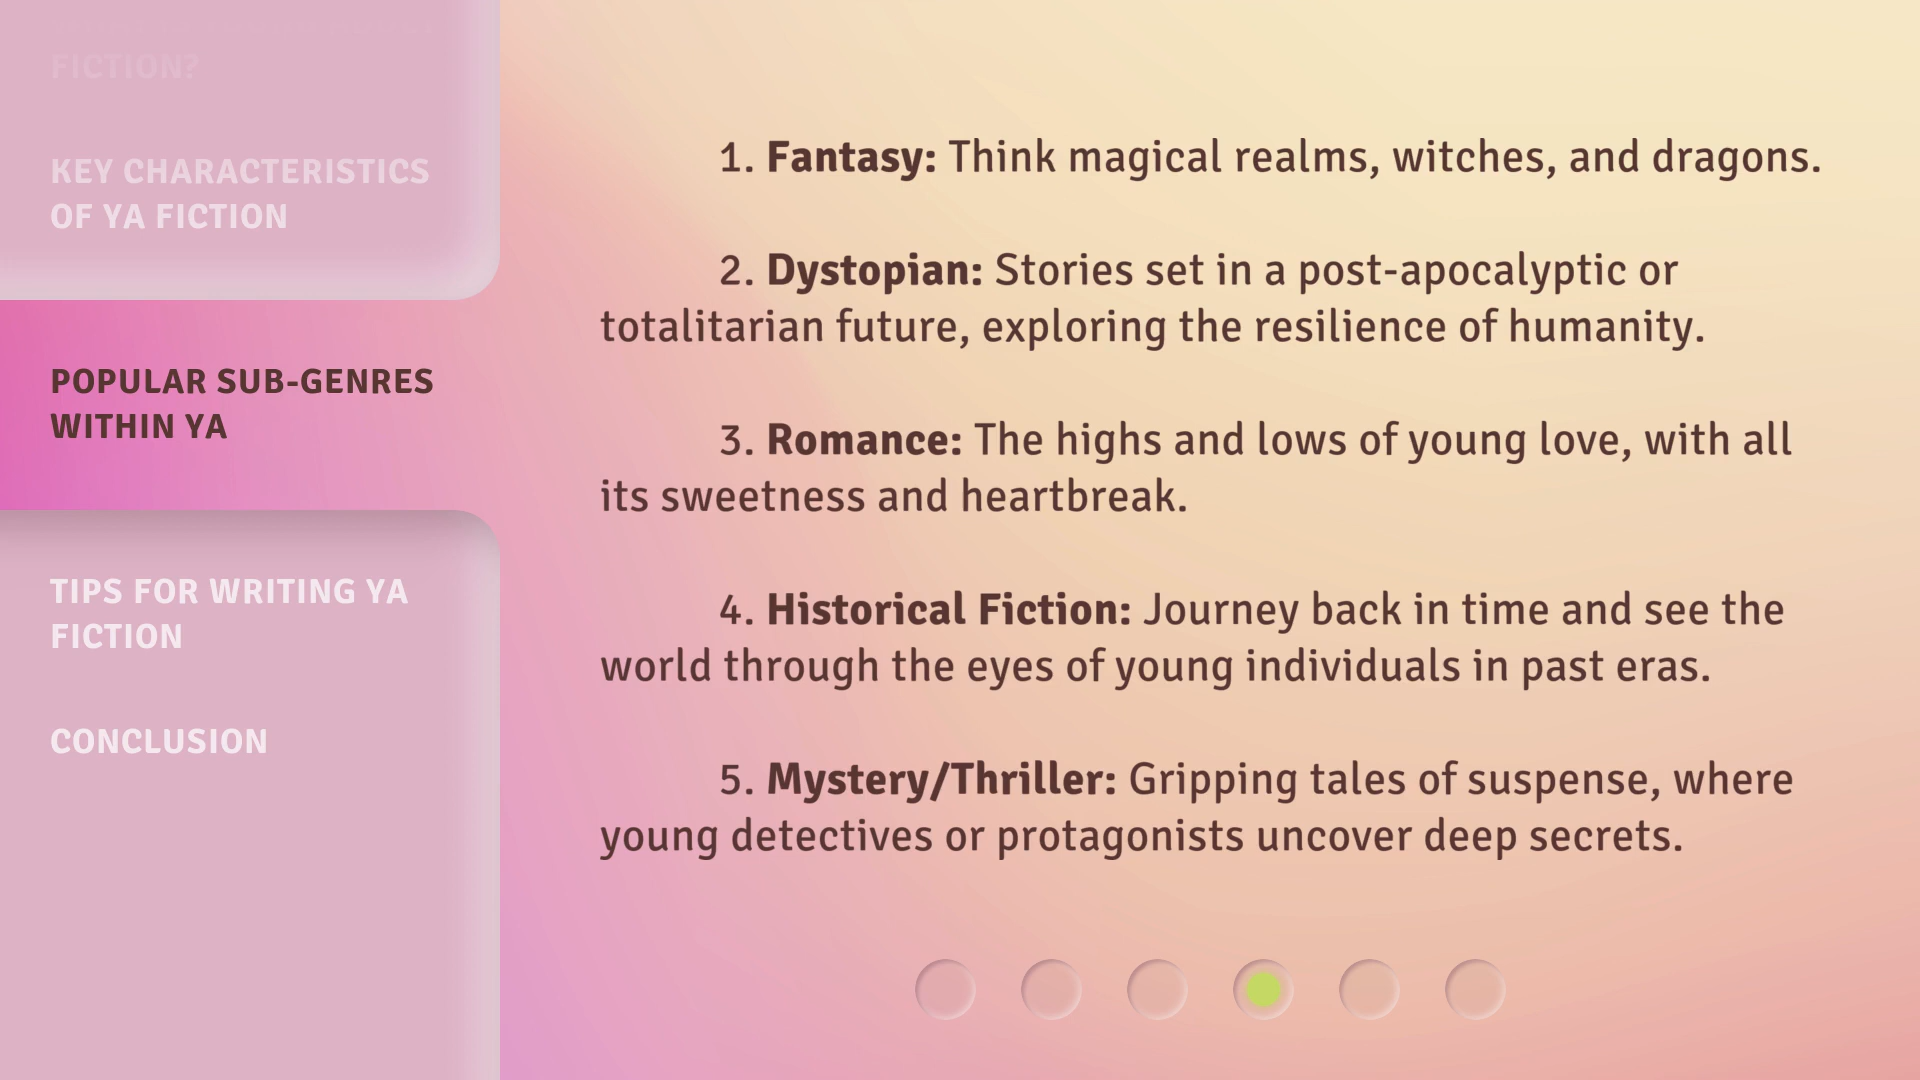 FICTION?
KEY CHARACTERISTICS
OF YA FICTION
POPULAR SUB-GENRES
WITHIN YA
TIPS FOR WRITING YA
FICTION
CONCLUSION
1. Fantasy: Think magical realms, witches, and dragons.
2. Dystopian: Stories set in a post-apocalyptic or
totalitarian future, exploring the resilience of humanity.
3. Romance: The highs and lows of young love, with all
its sweetness and heartbreak.
4. Historical Fiction: Journey back in time and see the
world through the eyes of young individuals in past eras.
5. Mystery/Thriller: Gripping tales of suspense, where
young detectives or protagonists uncover deep secrets.